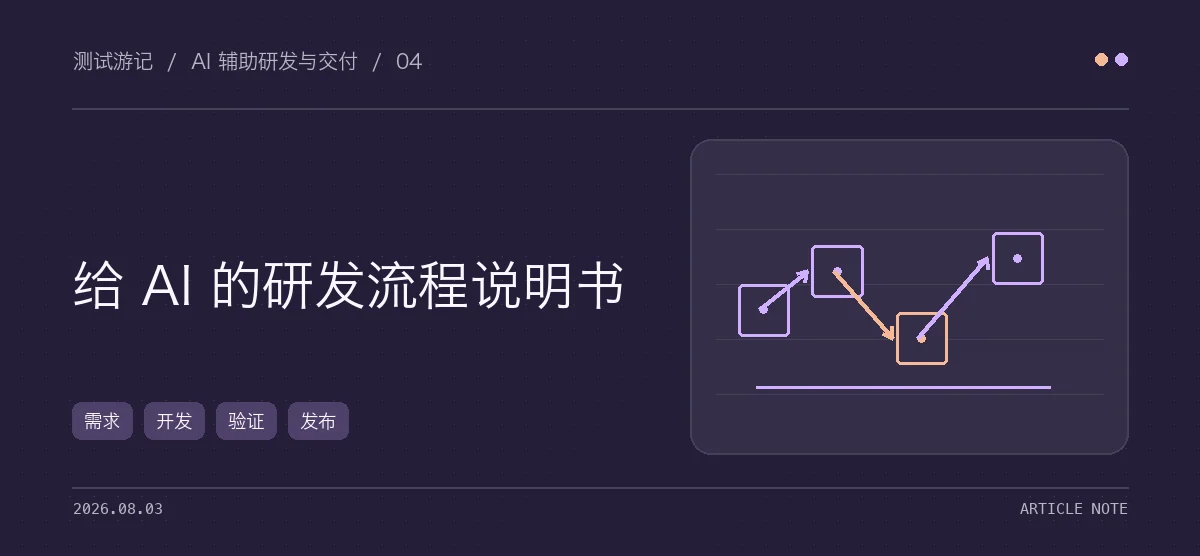 测试游记 / AI 辅助研发与交付 / 04
给 AI 的研发流程说明书
需求 开发 验证 发布
2026.08.03
ARTICLE NOTE